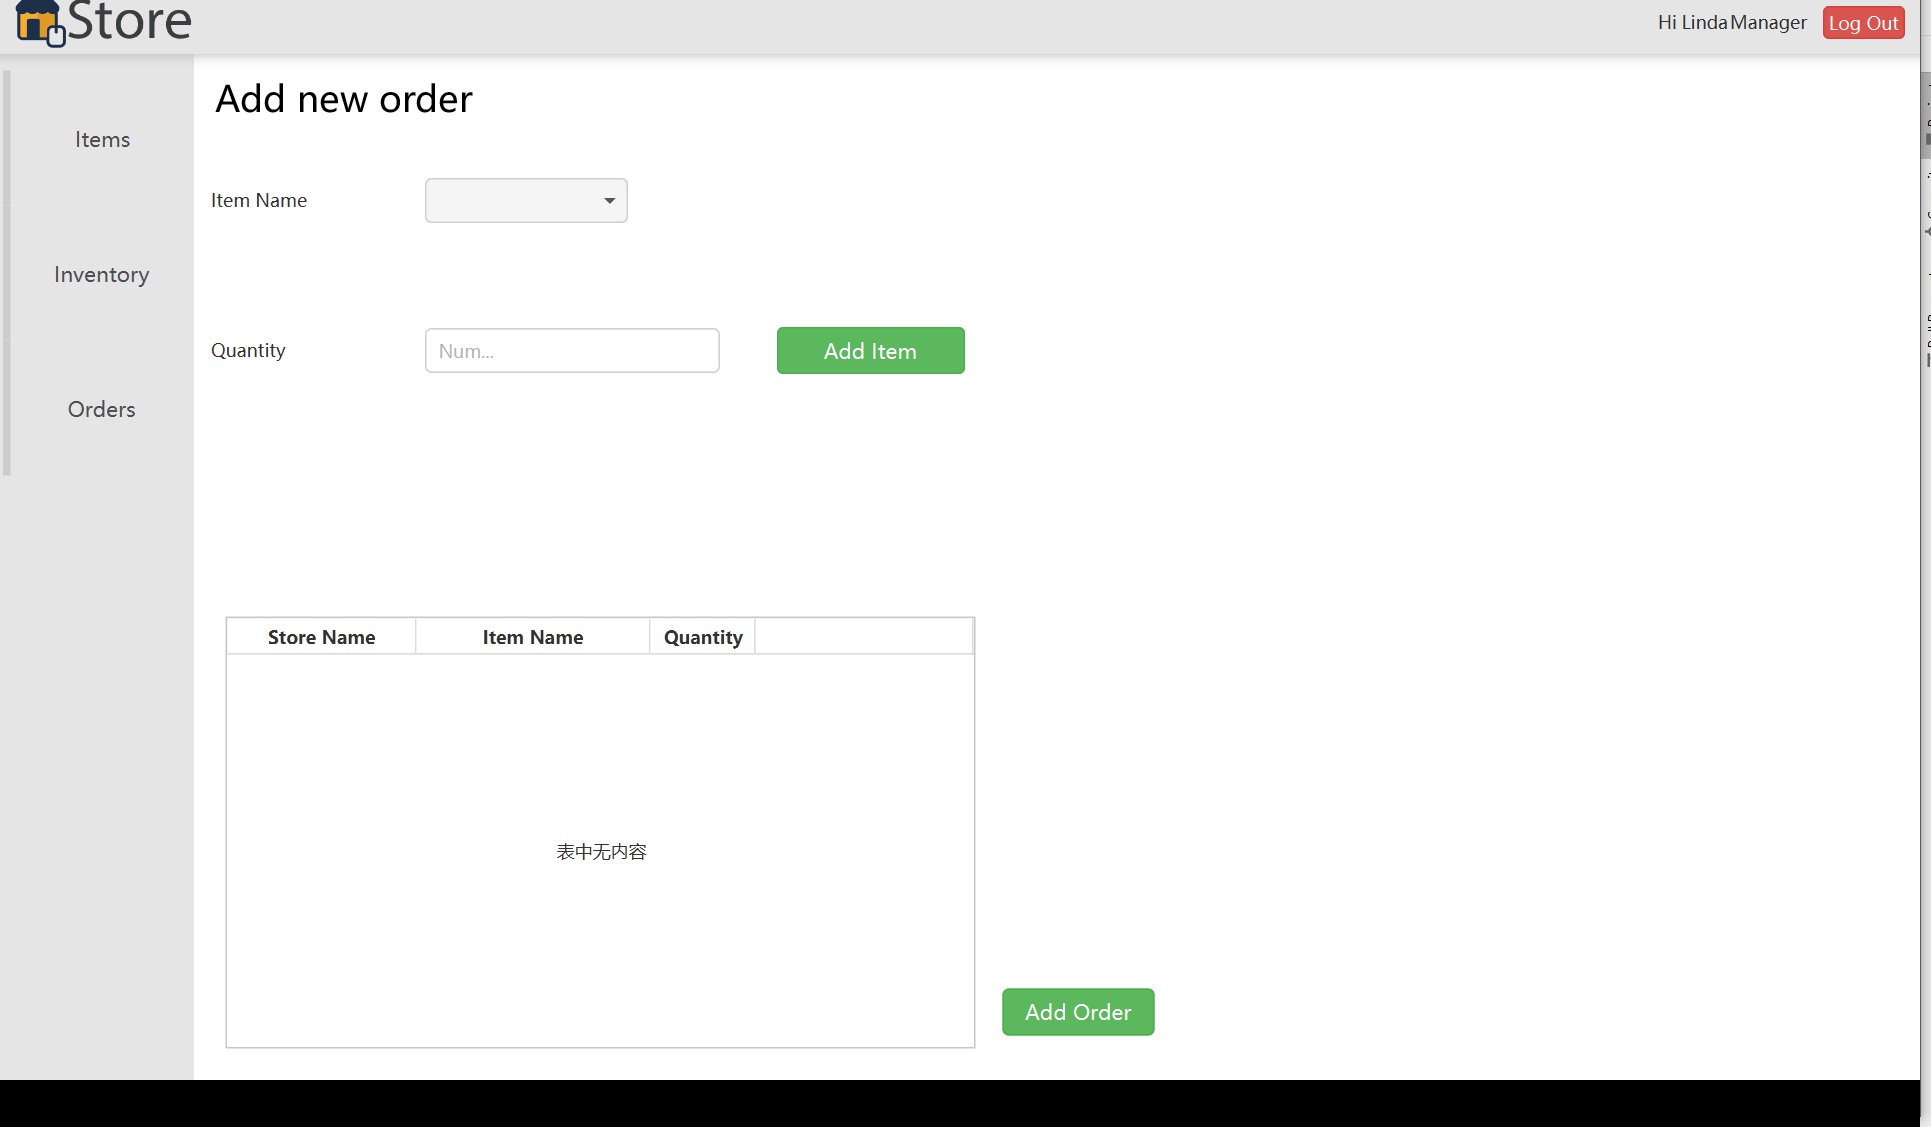 Store
Hi Linda Manager
Log Out
Add new order
Items
Item Name
Inventory
Quantity
Num...
Add Item
Orders
Store Name
Item Name
Quantity
表中无内容
Add Order